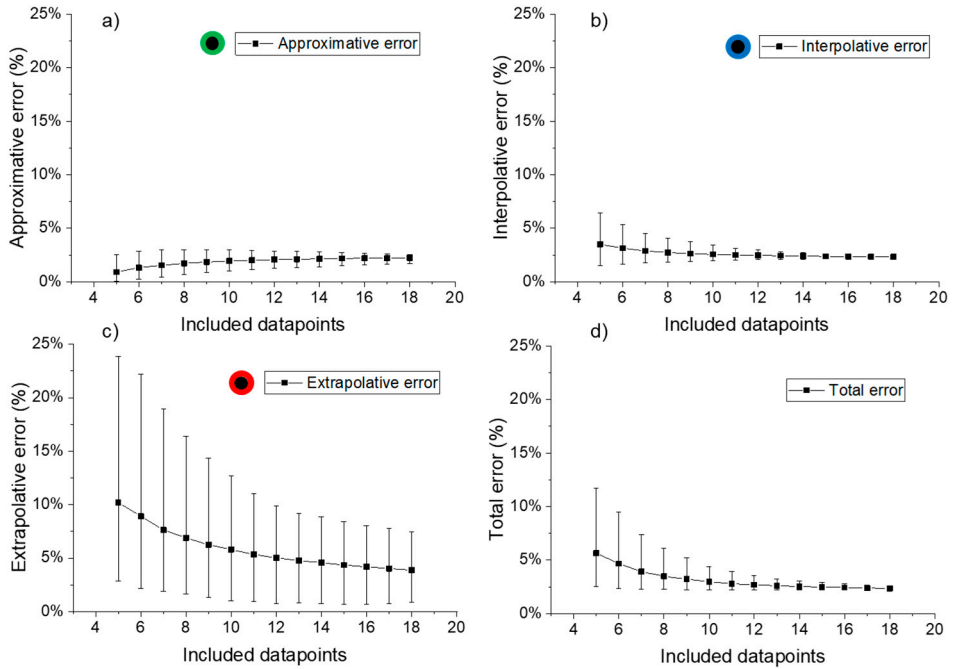 a)
Approximative error
Approximative error (%)
25%
20%
15%
10%
5%
0%
4 6 8 10 12 14 16 18 20
Included datapoints
b)
Interpolative error
Interpolative error (%)
25%
20%
15%
10%
5%
0%
4 6 8 10 12 14 16 18 20
Included datapoints
c)
Extrapolative error
Extrapolative error (%)
25%
20%
15%
10%
5%
0%
4 6 8 10 12 14 16 18 20
Included datapoints
d)
Total error
Total error (%)
25%
20%
15%
10%
5%
0%
4 6 8 10 12 14 16 18 20
Included datapoints